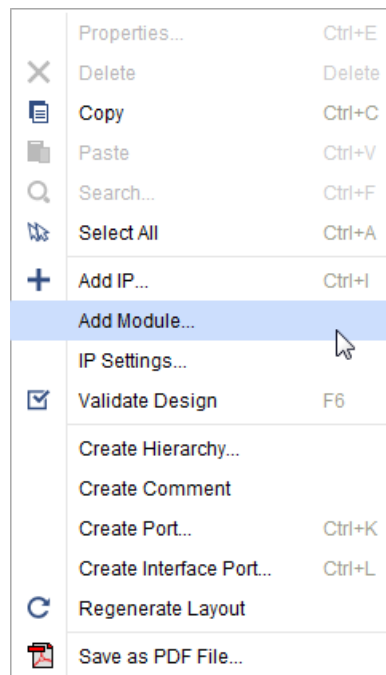 Properties... Ctrl+E
Delete Delete
Copy Ctrl+C
Paste Ctrl+V
Search... Ctrl+F
Select All Ctrl+A
Add IP... Ctrl+I
Add Module...
IP Settings...
Validate Design F6
Create Hierarchy...
Create Comment
Create Port... Ctrl+K
Create Interface Port... Ctrl+L
Regenerate Layout
Save as PDF File...